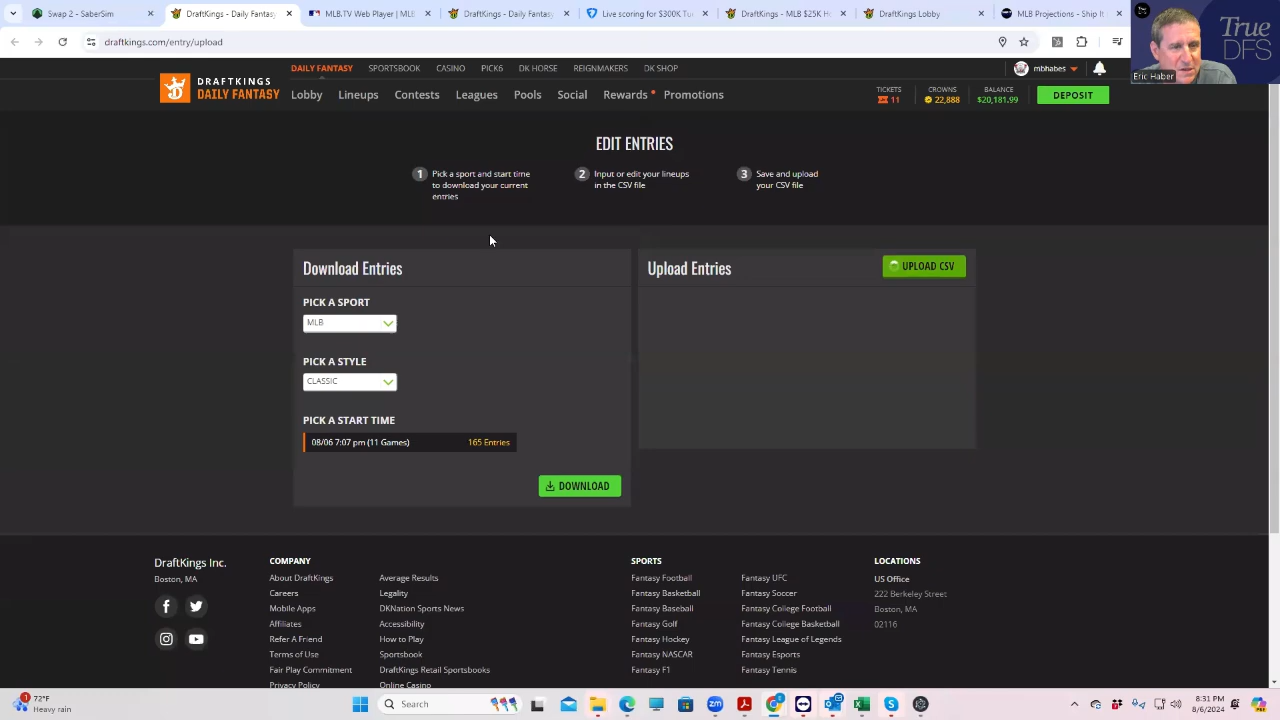 Swap 2 - SaberSim
DraftKings - Daily Fantasy
MLB.TV Web Player | MLB
DraftKings - Daily Fantasy
Live scoring for $300K Tue
DraftKings - MLB $25K H
DraftKings Lobby
MLB Projections - Ship It
draftkings.com/entry/upload
True
DFS
Eric Haber
DAILY FANTASY
SPORTSBOOK
CASINO
PICK6
DK HORSE
REIGNMAKERS
DK SHOP
mbhabes
DRAFTKINGS
DAILY FANTASY
Lobby
Lineups
Contests
Leagues
Pools
Social
Rewards
Promotions
TICKETS
11
CROWNS
22,888
BALANCE
$20,181.99
DEPOSIT
EDIT ENTRIES
1
Pick a sport and start time
to download your current
entries
2
Input or edit your lineups
in the CSV file
3
Save and upload
your CSV file
Download Entries
PICK A SPORT
MLB
PICK A STYLE
CLASSIC
PICK A START TIME
08/06 7:07 pm (11 Games)
165 Entries
DOWNLOAD
Upload Entries
UPLOAD CSV
DraftKings Inc.
Boston, MA
COMPANY
About DraftKings
Careers
Mobile Apps
Affiliates
Refer A Friend
Terms of Use
Fair Play Commitment
Privacy Policy
Average Results
Legality
DKNation Sports News
Accessibility
How to Play
Sportsbook
DraftKings Retail Sportsbooks
Online Casino
SPORTS
Fantasy Football
Fantasy Basketball
Fantasy Baseball
Fantasy Golf
Fantasy Hockey
Fantasy NASCAR
Fantasy F1
Fantasy UFC
Fantasy Soccer
Fantasy College Football
Fantasy College Basketball
Fantasy League of Legends
Fantasy Esports
Fantasy Tennis
LOCATIONS
US Office
222 Berkeley Street
Boston, MA
02116
1
72°F
Heavy rain
Search
8:31 PM
8/6/2024